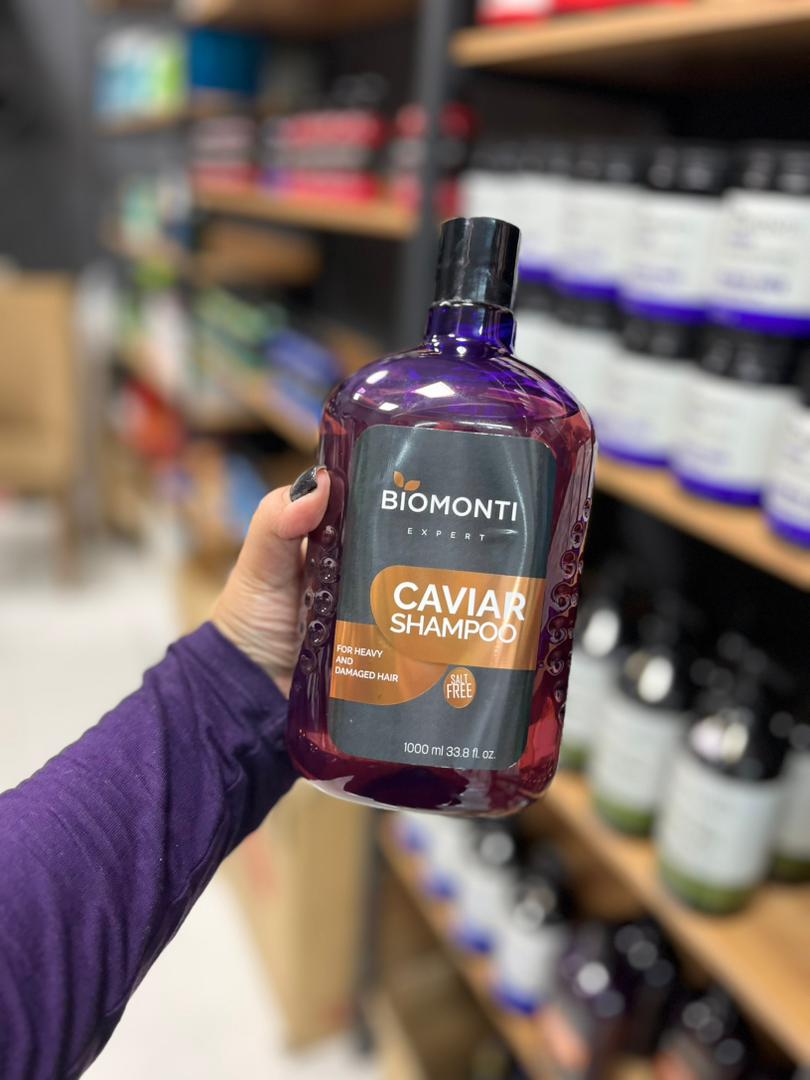 BIOMONTI
EXPERT
CAVIAR
SHAMPOO
FOR HEAVY
AND
DAMAGED HAIR
SALT
FREE
1000 ml 33.8 fl. oz.